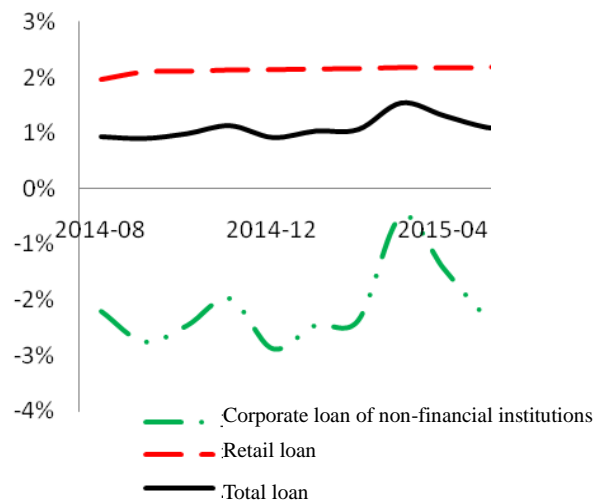 3%
2%
1%
0%
2014-08 2014-12 2015-04
-1%
-2%
-3%
-4%
Corporate loan of non-financial institutions
Retail loan
Total loan